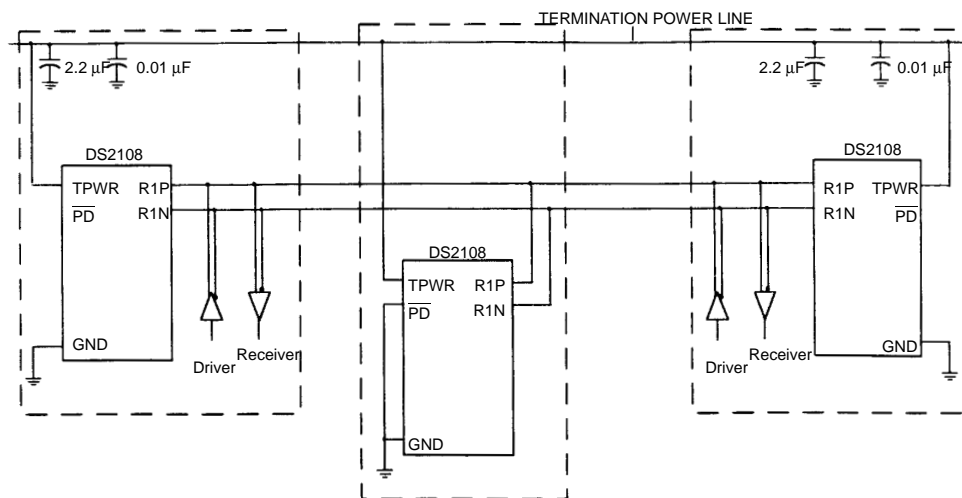 TERMINATION POWER LINE
2.2 µF
0.01 µF
2.2 µF
0.01 µF
DS2108
TPWR R1P
PD R1N
GND
Driver
Receiver
DS2108
TPWR R1P
PD R1N
GND
DS2108
R1P TPWR
R1N PD
GND
Driver
Receiver